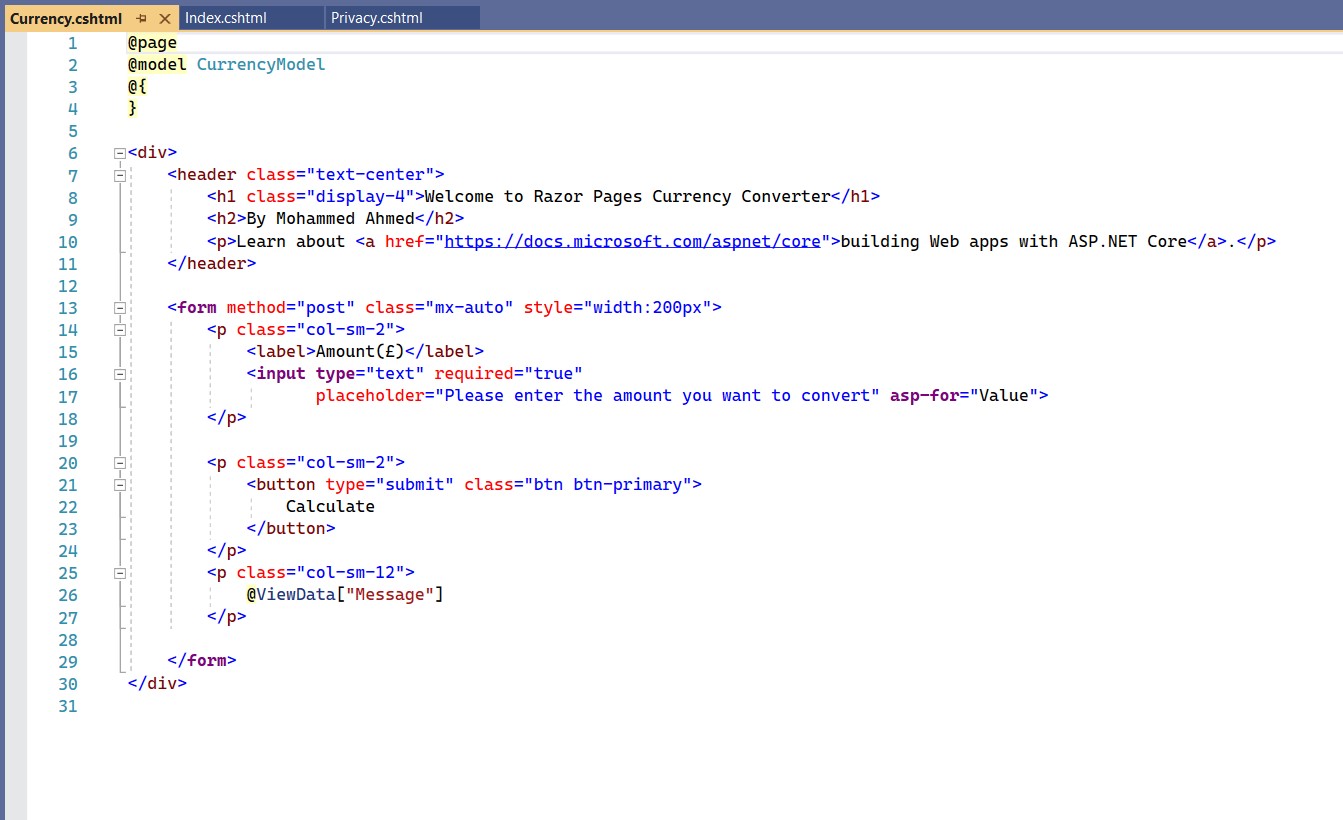 Currency.cshtml Index.cshtml Privacy.cshtml
1 @page
2 @model CurrencyModel
3 @{
4 }
5
6 <div>
7 <header class="text-center">
8 <h1 class="display-4">Welcome to Razor Pages Currency Converter</h1>
9 <h2>By Mohammed Ahmed</h2>
10 <p>Learn about <a href="https://docs.microsoft.com/aspnet/core">building Web apps with ASP.NET Core</a>.</p>
11 </header>
12
13 <form method="post" class="mx-auto" style="width:200px">
14 <p class="col-sm-2">
15 <label>Amount(£)</label>
16 <input type="text" required="true"
17 placeholder="Please enter the amount you want to convert" asp-for="Value">
18 </p>
19
20 <p class="col-sm-2">
21 <button type="submit" class="btn btn-primary">
22 Calculate
23 </button>
24 </p>
25 <p class="col-sm-12">
26 @ViewData["Message"]
27 </p>
28
29 </form>
30 </div>
31